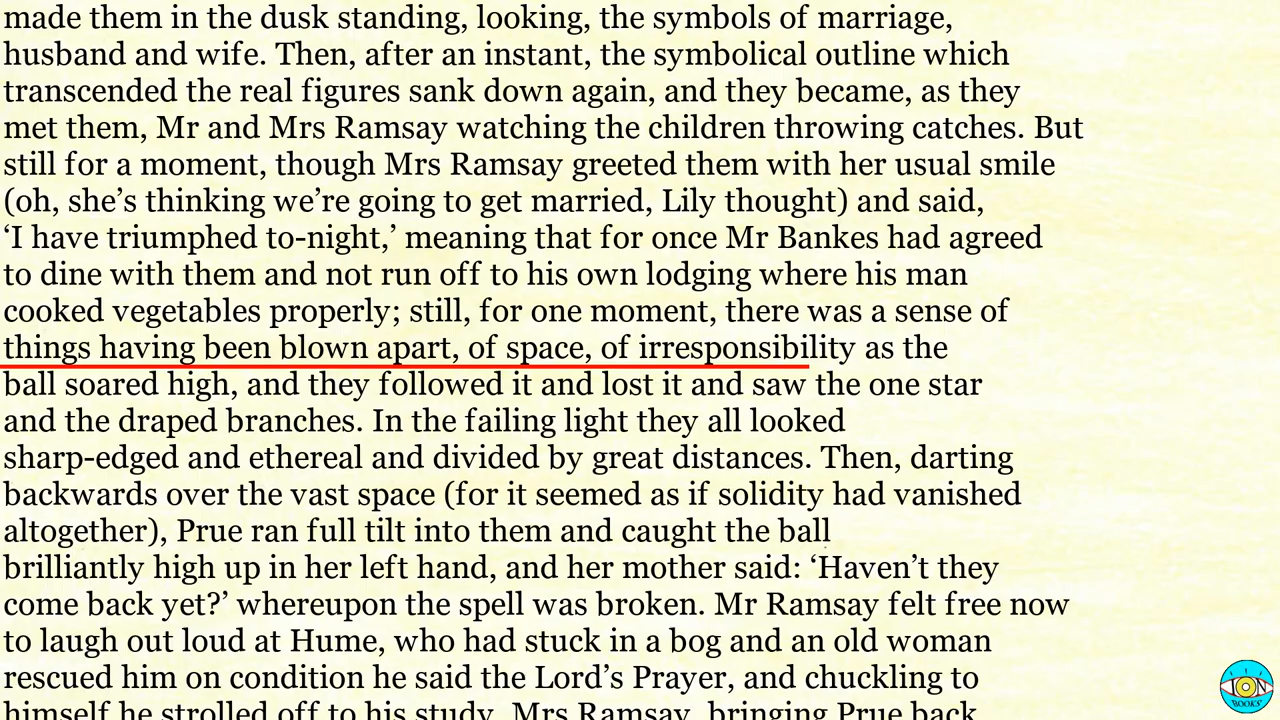 made them in the dusk standing, looking, the symbols of marriage,
husband and wife. Then, after an instant, the symbolical outline which
transcended the real figures sank down again, and they became, as they
met them, Mr and Mrs Ramsay watching the children throwing catches. But
still for a moment, though Mrs Ramsay greeted them with her usual smile
(oh, she’s thinking we’re going to get married, Lily thought) and said,
‘I have triumphed to-night,’ meaning that for once Mr Bankes had agreed
to dine with them and not run off to his own lodging where his man
cooked vegetables properly; still, for one moment, there was a sense of
things having been blown apart, of space, of irresponsibility as the
ball soared high, and they followed it and lost it and saw the one star
and the draped branches. In the failing light they all looked
sharp-edged and ethereal and divided by great distances. Then, darting
backwards over the vast space (for it seemed as if solidity had vanished
altogether), Prue ran full tilt into them and caught the ball
brilliantly high up in her left hand, and her mother said: ‘Haven’t they
come back yet?’ whereupon the spell was broken. Mr Ramsay felt free now
to laugh out loud at Hume, who had stuck in a bog and an old woman
rescued him on condition he said the Lord’s Prayer, and chuckling to
himself he strolled off to his study. Mrs Ramsay, bringing Prue back
ION
BOOKS